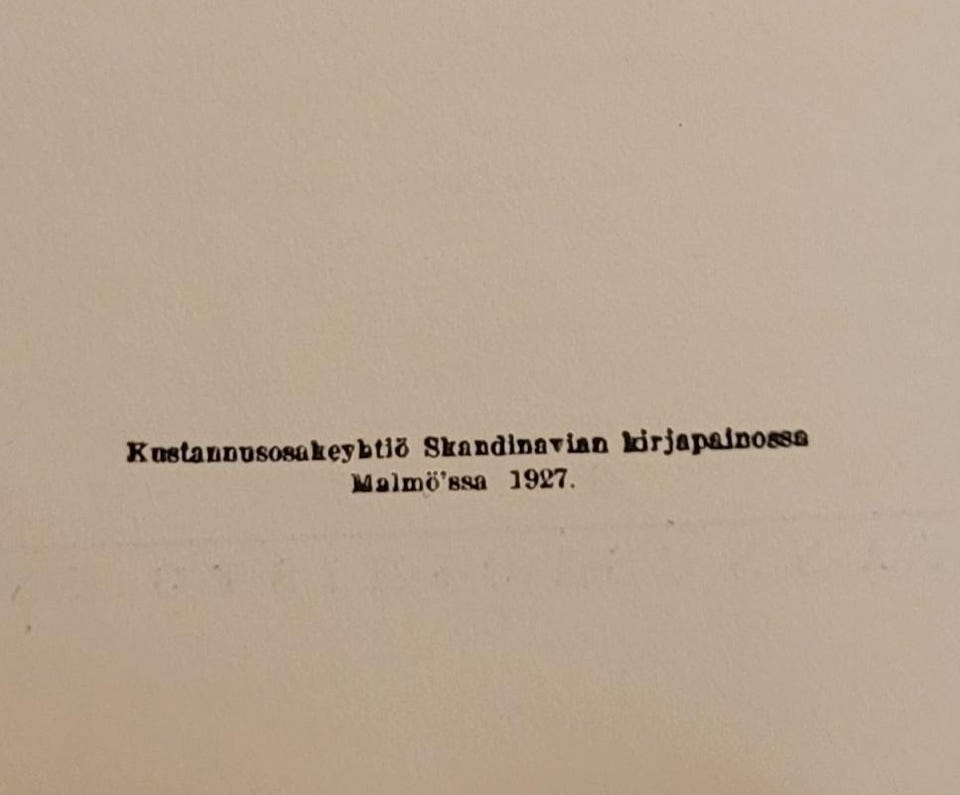 Kustannusosakeyhtiö Skandinavian kirjapainossa
Malmö'ssa 1927.